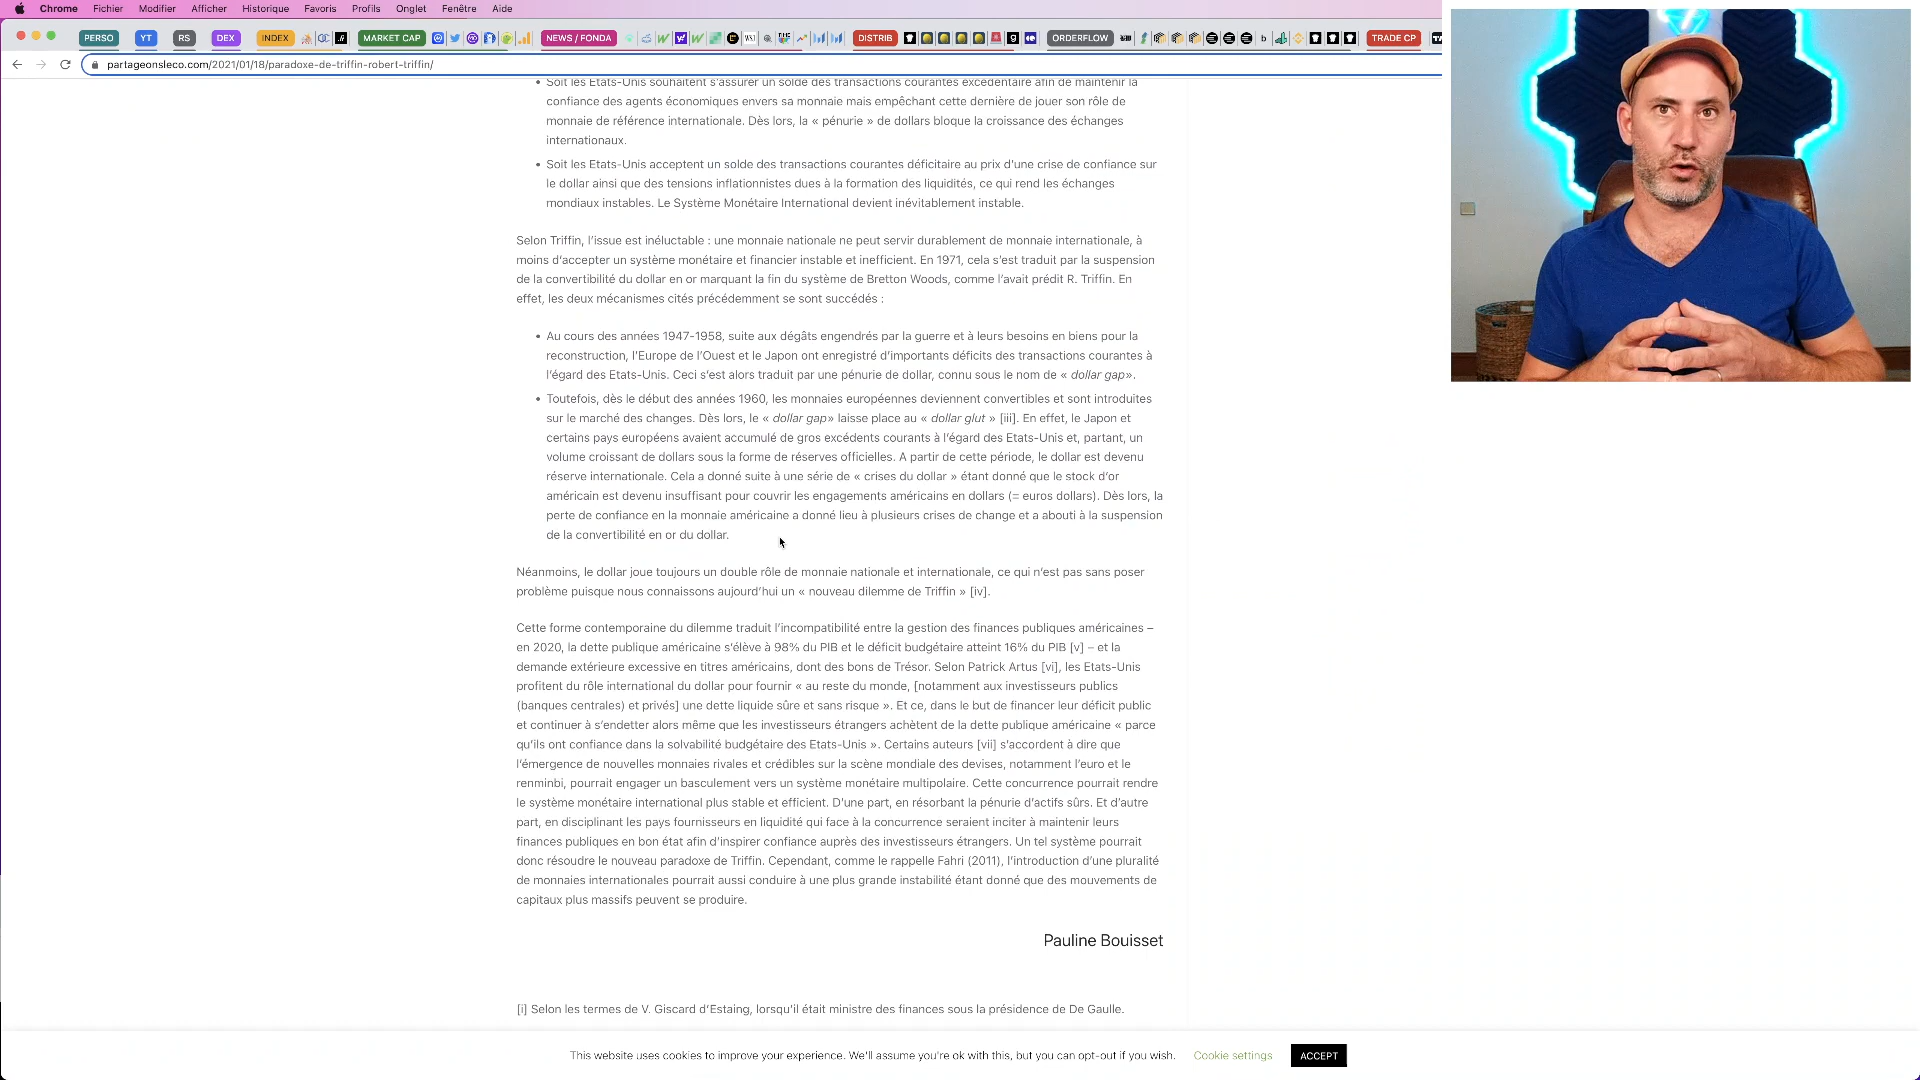 Chrome Fichier Modifier Afficher Historique Favoris Profils Onglet Fenêtre Aide
PERSO YT RS DEX INDEX MARKET CAP NEWS / FONDA DISTRIB ORDERFLOW TRADE CP
partageonsleco.com/2021/01/18/paradoxe-de-triffin-robert-triffin/
• Soit les Etats-Unis souhaitent s'assurer un solde des transactions courantes excédentaire afin de maintenir la
confiance des agents économiques envers sa monnaie mais empêchant cette dernière de jouer son rôle de
monnaie de référence internationale. Dès lors, la « pénurie » de dollars bloque la croissance des échanges
internationaux.
• Soit les Etats-Unis acceptent un solde des transactions courantes déficitaire au prix d'une crise de confiance sur
le dollar ainsi que des tensions inflationnistes dues à la formation des liquidités, ce qui rend les échanges
mondiaux instables. Le Système Monétaire International devient inévitablement instable.
Selon Triffin, l'issue est inéluctable : une monnaie nationale ne peut servir durablement de monnaie internationale, à
moins d'accepter un système monétaire et financier instable et inefficient. En 1971, cela s'est traduit par la suspension
de la convertibilité du dollar en or marquant la fin du système de Bretton Woods, comme l'avait prédit R. Triffin. En
effet, les deux mécanismes cités précédemment se sont succédés :
• Au cours des années 1947-1958, suite aux dégâts engendrés par la guerre et à leurs besoins en biens pour la
reconstruction, l'Europe de l'Ouest et le Japon ont enregistré d'importants déficits des transactions courantes à
l'égard des Etats-Unis. Ceci s'est alors traduit par une pénurie de dollar, connu sous le nom de « dollar gap».
• Toutefois, dès le début des années 1960, les monnaies européennes deviennent convertibles et sont introduites
sur le marché des changes. Dès lors, le « dollar gap» laisse place au « dollar glut » [iii]. En effet, le Japon et
certains pays européens avaient accumulé de gros excédents courants à l'égard des Etats-Unis et, partant, un
volume croissant de dollars sous la forme de réserves officielles. A partir de cette période, le dollar est devenu
réserve internationale. Cela a donné suite à une série de « crises du dollar » étant donné que le stock d'or
américain est devenu insuffisant pour couvrir les engagements américains en dollars (= euros dollars). Dès lors, la
perte de confiance en la monnaie américaine a donné lieu à plusieurs crises de change et a abouti à la suspension
de la convertibilité en or du dollar.
Néanmoins, le dollar joue toujours un double rôle de monnaie nationale et internationale, ce qui n'est pas sans poser
problème puisque nous connaissons aujourd'hui un « nouveau dilemme de Triffin » [iv].
Cette forme contemporaine du dilemme traduit l'incompatibilité entre la gestion des finances publiques américaines –
en 2020, la dette publique américaine s'élève à 98% du PIB et le déficit budgétaire atteint 16% du PIB [v] – et la
demande extérieure excessive en titres américains, dont des bons de Trésor. Selon Patrick Artus [vi], les Etats-Unis
profitent du rôle international du dollar pour fournir « au reste du monde, [notamment aux investisseurs publics
(banques centrales) et privés] une dette liquide sûre et sans risque ». Et ce, dans le but de financer leur déficit public
et continuer à s'endetter alors même que les investisseurs étrangers achètent de la dette publique américaine « parce
qu'ils ont confiance dans la solvabilité budgétaire des Etats-Unis ». Certains auteurs [vii] s'accordent à dire que
l'émergence de nouvelles monnaies rivales et crédibles sur la scène mondiale des devises, notamment l'euro et le
renminbi, pourrait engager un basculement vers un système monétaire multipolaire. Cette concurrence pourrait rendre
le système monétaire international plus stable et efficient. D'une part, en résorbant la pénurie d'actifs sûrs. Et d'autre
part, en disciplinant les pays fournisseurs en liquidité qui face à la concurrence seraient inciter à maintenir leurs
finances publiques en bon état afin d'inspirer confiance auprès des investisseurs étrangers. Un tel système pourrait
donc résoudre le nouveau paradoxe de Triffin. Cependant, comme le rappelle Fahri (2011), l'introduction d'une pluralité
de monnaies internationales pourrait aussi conduire à une plus grande instabilité étant donné que des mouvements de
capitaux plus massifs peuvent se produire.
Pauline Bouisset
[i] Selon les termes de V. Giscard d'Estaing, lorsqu'il était ministre des finances sous la présidence de De Gaulle.
This website uses cookies to improve your experience. We'll assume you're ok with this, but you can opt-out if you wish. Cookie settings ACCEPT